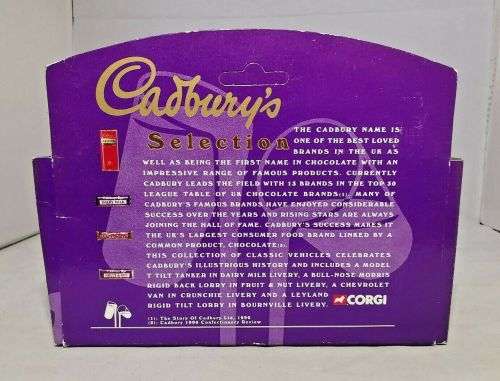 Cadbury's
Selection
THE CADBURY NAME IS
ONE OF THE BEST LOVED
BRANDS IN THE UK AS
WELL AS BEING THE FIRST NAME IN CHOCOLATE WITH AN
IMPRESSIVE RANGE OF FAMOUS PRODUCTS. CURRENTLY
CADBURY LEADS THE FIELD WITH 13 BRANDS IN THE TOP 30
LEAGUE TABLE OF UK CHOCOLATE BRANDS(1). MANY OF
CADBURY'S FAMOUS BRANDS HAVE ENJOYED CONSIDERABLE
SUCCESS OVER THE YEARS AND RISING STARS ARE ALWAYS
JOINING THE HALL OF FAME. CADBURY'S SUCCESS MAKES IT
THE UK'S LARGEST CONSUMER FOOD BRAND LINKED BY A
COMMON PRODUCT, CHOCOLATE(2).
THIS COLLECTION OF CLASSIC VEHICLES CELEBRATES
CADBURY'S ILLUSTRIOUS HISTORY AND INCLUDES A MODEL
T TILT TANKER IN DAIRY MILK LIVERY, A BULL-NOSE MORRIS
RIGID BACK LORRY IN FRUIT & NUT LIVERY, A CHEVROLET
VAN IN CRUNCHIE LIVERY AND A LEYLAND
RIGID TILT LORRY IN BOURNVILLE LIVERY.
CORGI
(1): The Story Of Cadbury Ltd, 1996
(2): Cadbury 1996 Confectionery Review